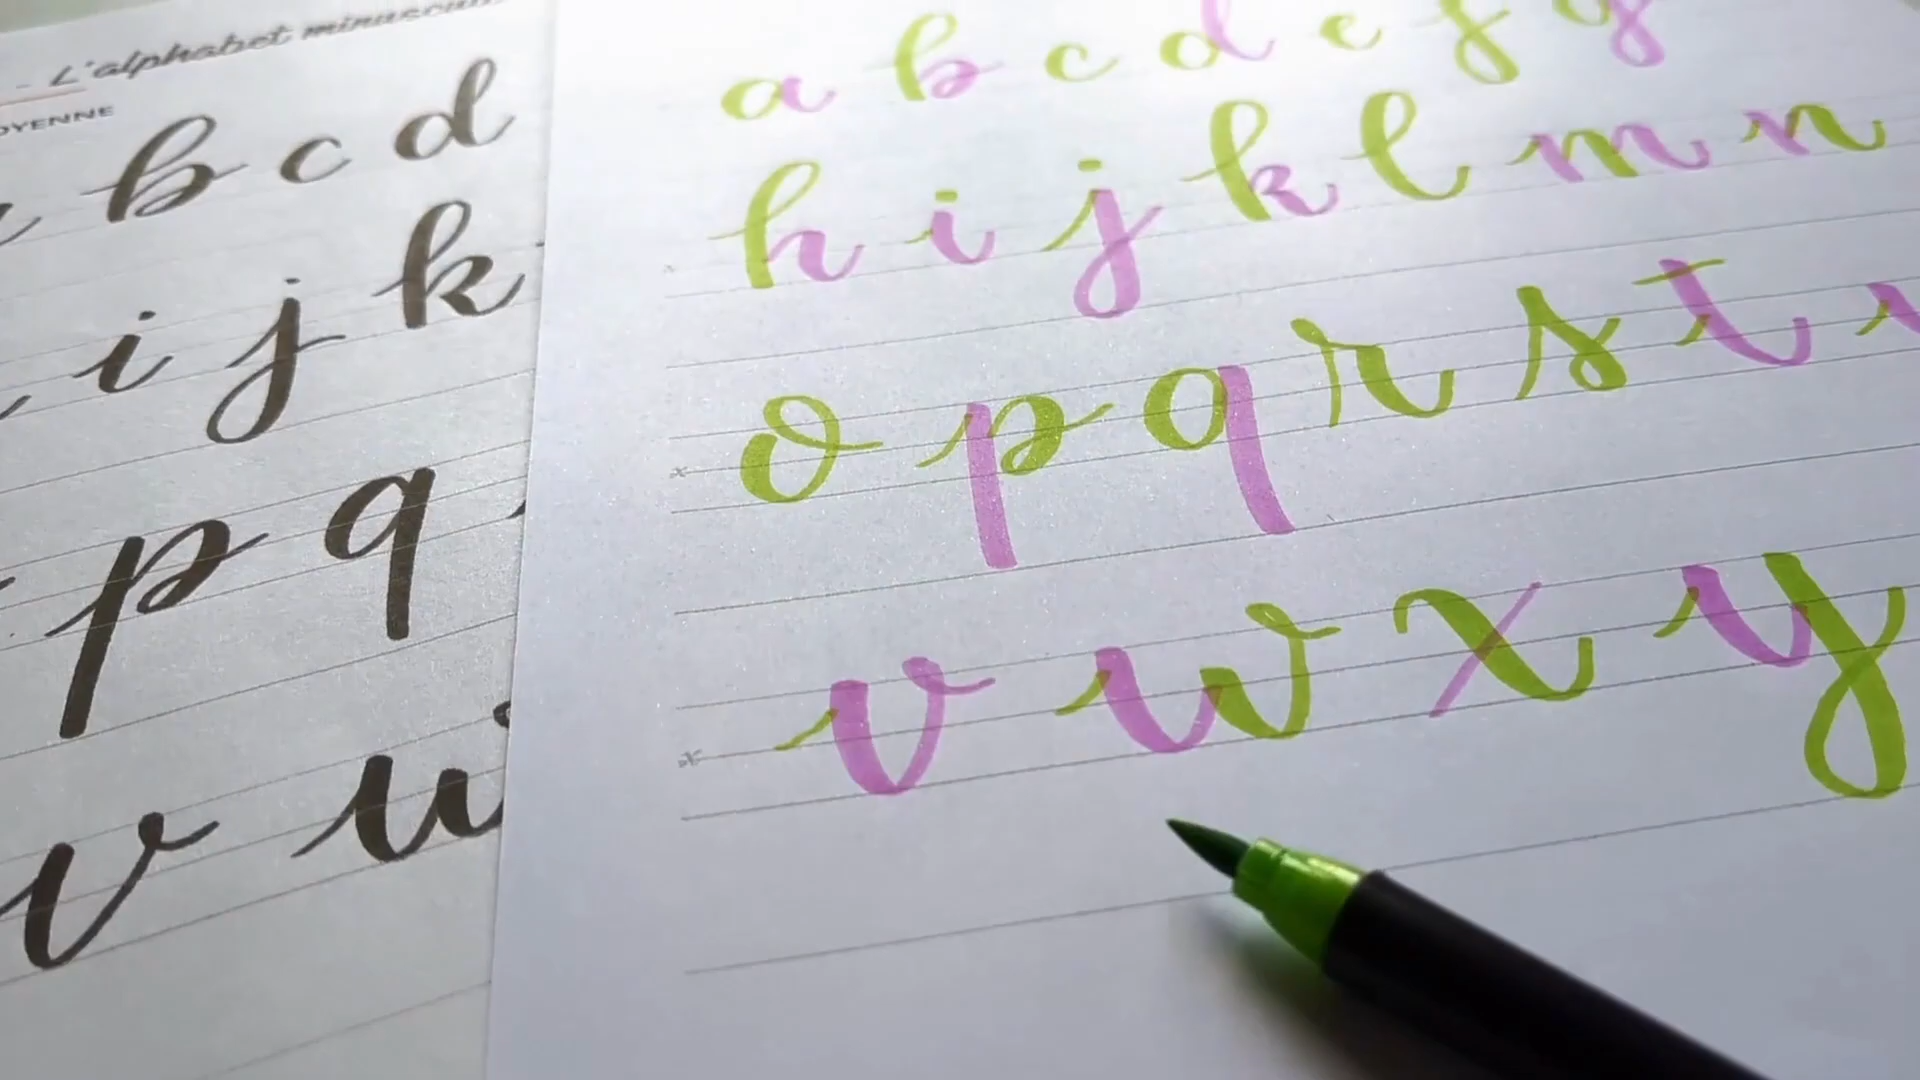 - L'alphabet minuscule
OYENNE
b c d
i j k
p q
v w
a b c d e f g
h i j k l m n
o p q r s t
v w x y